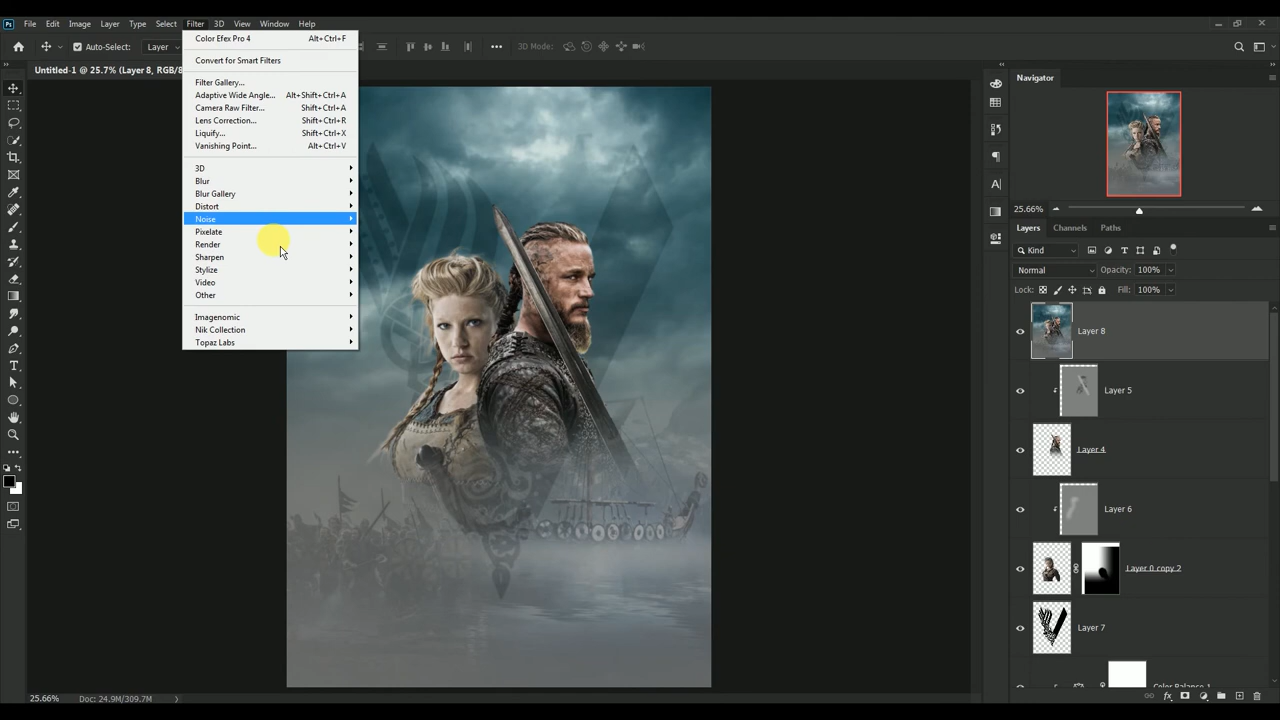 Ps File Edit Image Layer Type Select Filter 3D View Window Help
Auto-Select: Layer 3D Mode:
Untitled-1 @ 25.7% (Layer 8, RGB/8
Color Efex Pro 4 Alt+Ctrl+F
Convert for Smart Filters
Filter Gallery...
Adaptive Wide Angle... Alt+Shift+Ctrl+A
Camera Raw Filter... Shift+Ctrl+A
Lens Correction... Shift+Ctrl+R
Liquify... Shift+Ctrl+X
Vanishing Point... Alt+Ctrl+V
3D
Blur
Blur Gallery
Distort
Noise
Pixelate
Render
Sharpen
Stylize
Video
Other
Imagenomic
Nik Collection
Topaz Labs
Navigator
25.66%
Layers Channels Paths
Kind
Normal Opacity: 100%
Lock: Fill: 100%
Layer 8
Layer 5
Layer 4
Layer 6
Layer 0 copy 2
Layer 7
Color Balance 1
25.66% Doc: 24.9M/309.7M